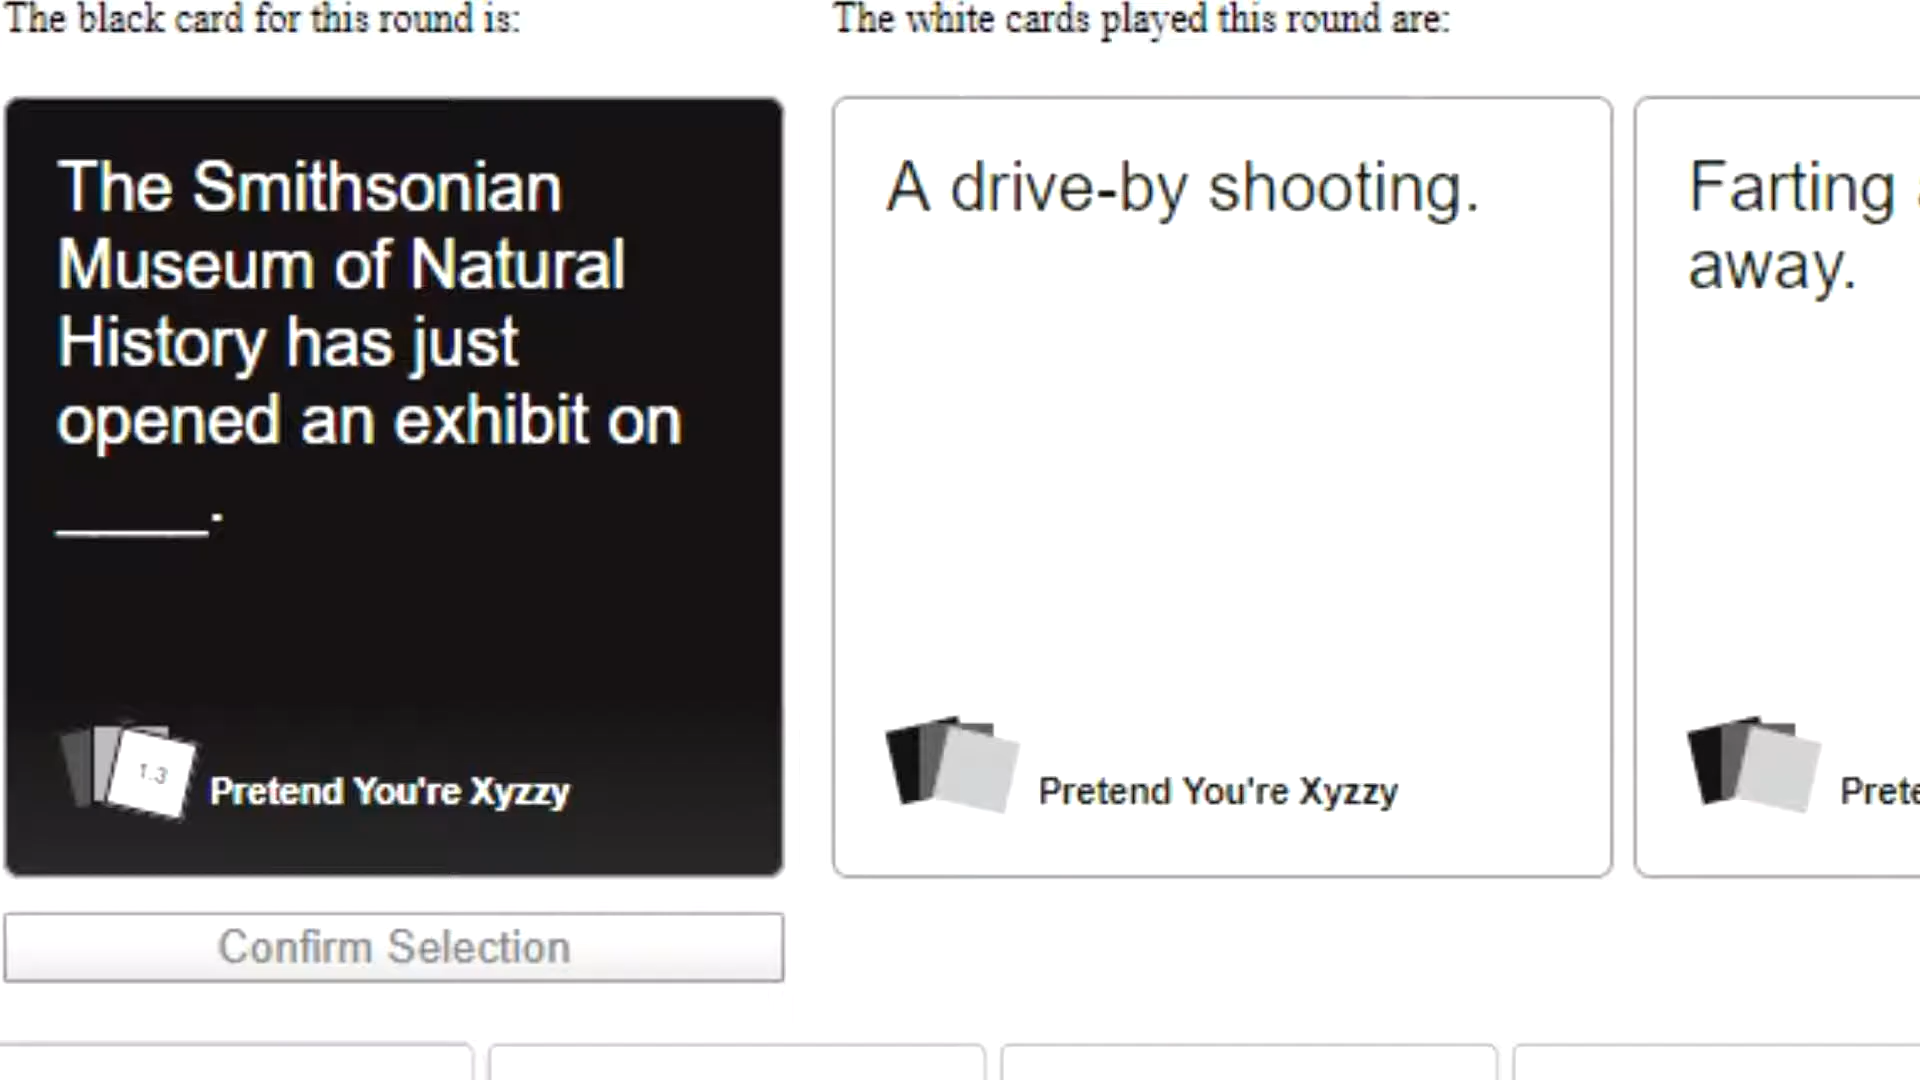 The black card for this round is:
The white cards played this round are:
The Smithsonian
Museum of Natural
History has just
opened an exhibit on
_____.
1.3
Pretend You're Xyzzy
Confirm Selection
A drive-by shooting.
Pretend You're Xyzzy
Farting
away.